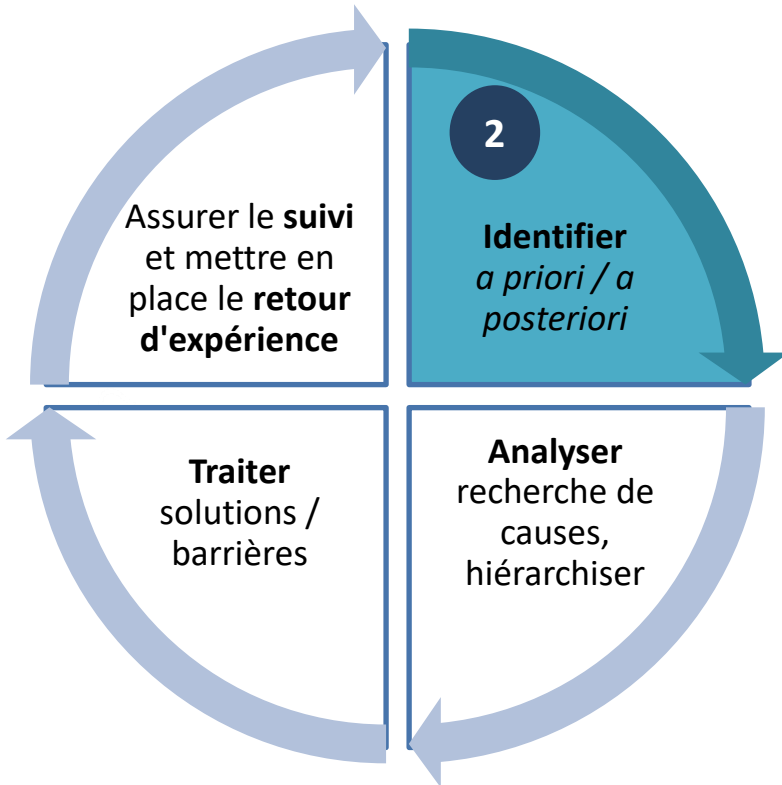 2
Identifier
a priori / a
posteriori
Analyser
recherche de
causes,
hiérarchiser
Traiter
solutions /
barrières
Assurer le suivi
et mettre en
place le retour
d'expérience